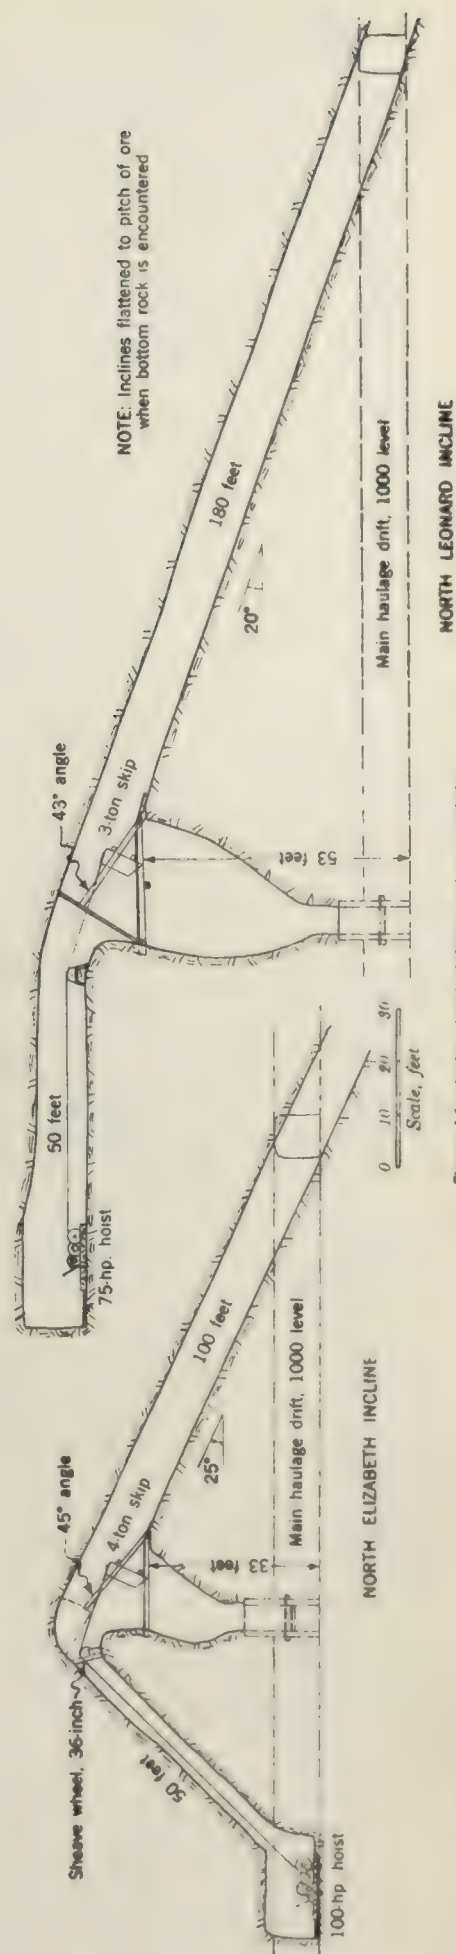 Sheave wheel, 36-inch
45° angle
4-ton skip
50 feet
100-hp hoist
100 feet
25°
33 feet
Main haulage drift, 1000 level
NORTH ELIZABETH INCLINE
50 feet
75-hp. hoist
43° angle
3-ton skip
180 feet
20°
53 feet
Main haulage drift, 1000 level
NORTH LEONARD INCLINE
NOTE: Inclines flattened to pitch of ore
when bottom rock is encountered
0 10 20 30
Scale, feet